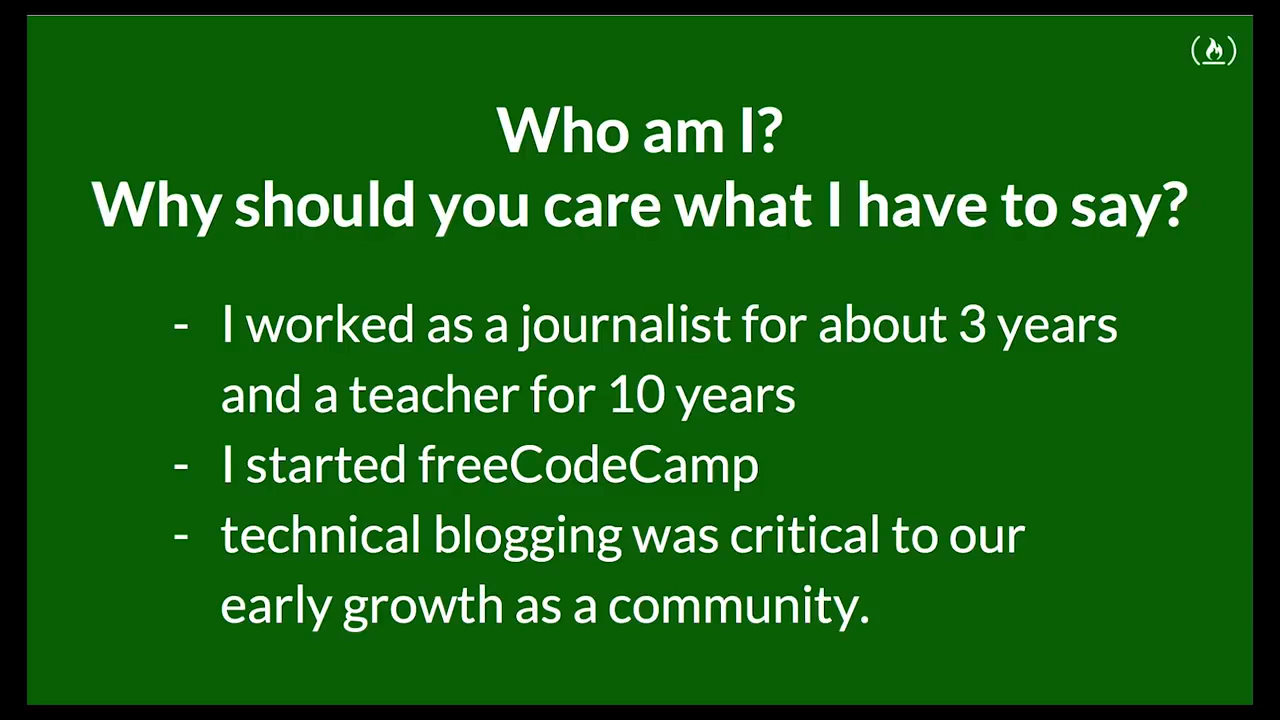 Who am I?
Why should you care what I have to say?
- I worked as a journalist for about 3 years
and a teacher for 10 years
- I started freeCodeCamp
- technical blogging was critical to our
early growth as a community.